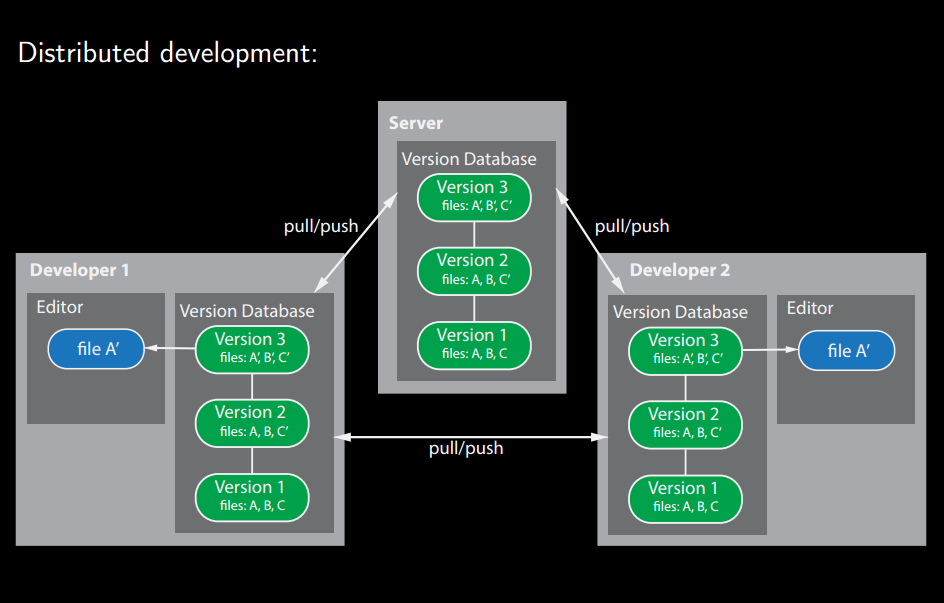 Distributed development:
Server
Version Database
Version 3
files: A’, B’, C’
Version 2
files: A, B, C’
Version 1
files: A, B, C
pull/push
pull/push
Developer 1
Editor
file A’
Version Database
Version 3
files: A’, B’, C’
Version 2
files: A, B, C’
Version 1
files: A, B, C
pull/push
Developer 2
Version Database
Version 3
files: A’, B’, C’
Version 2
files: A, B, C’
Version 1
files: A, B, C
Editor
file A’